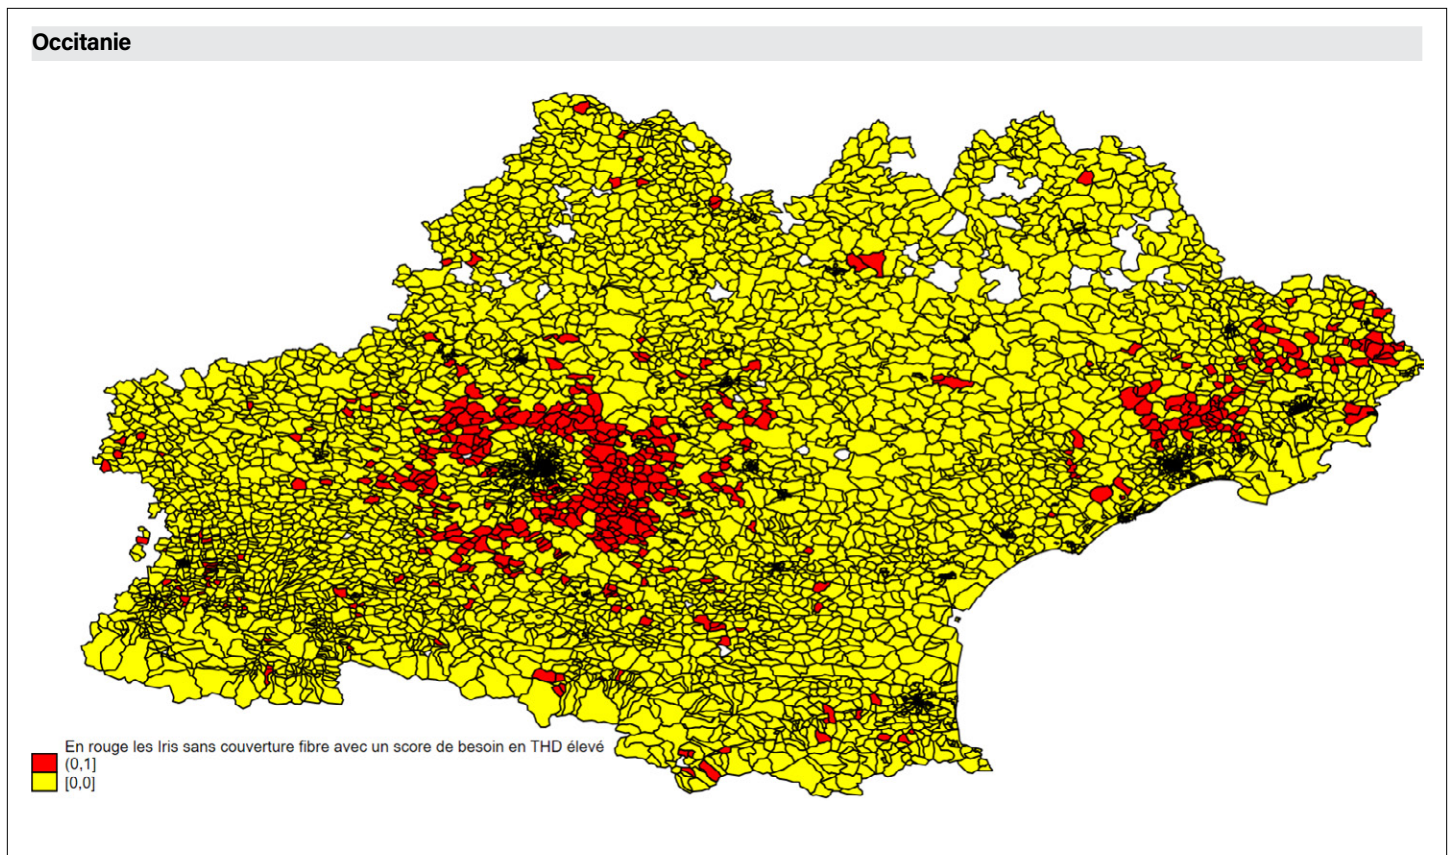 Occitanie
En rouge les Iris sans couverture fibre avec un score de besoin en THD élevé
(0,1]
[0,0]